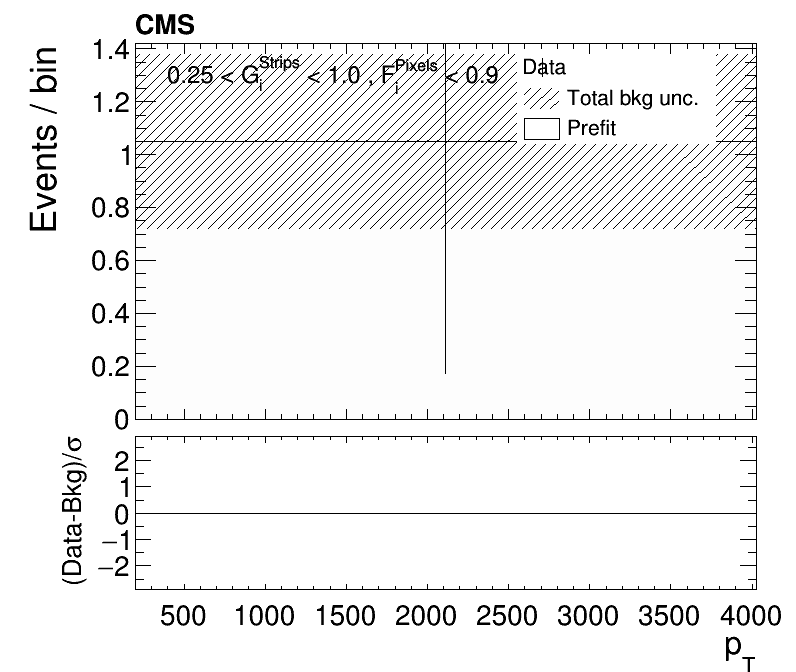 CMS
Events / bin
1.4
1.2
1
0.8
0.6
0.4
0.2
0
0.25 < G_i^Strips < 1.0 , F_i^Pixels < 0.9
Data
Total bkg unc.
Prefit
(Data-Bkg)/σ
2
1
0
−1
−2
500 1000 1500 2000 2500 3000 3500 4000
p_T